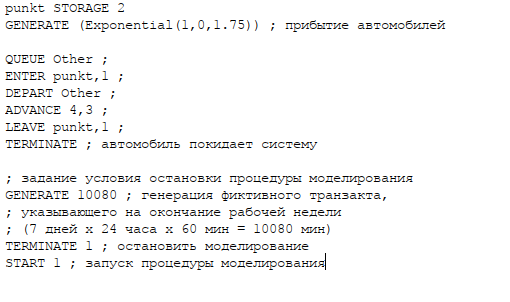 punkt STORAGE 2
GENERATE (Exponential(1,0,1.75)) ; прибытие автомобилей
QUEUE Other ;
ENTER punkt,1 ;
DEPART Other ;
ADVANCE 4,3 ;
LEAVE punkt,1 ;
TERMINATE ; автомобиль покидает систему
; задание условия остановки процедуры моделирования
GENERATE 10080 ; генерация фиктивного транзакта,
; указывающего на окончание рабочей недели
; (7 дней x 24 часа x 60 мин = 10080 мин)
TERMINATE 1 ; остановить моделирование
START 1 ; запуск процедуры моделирования